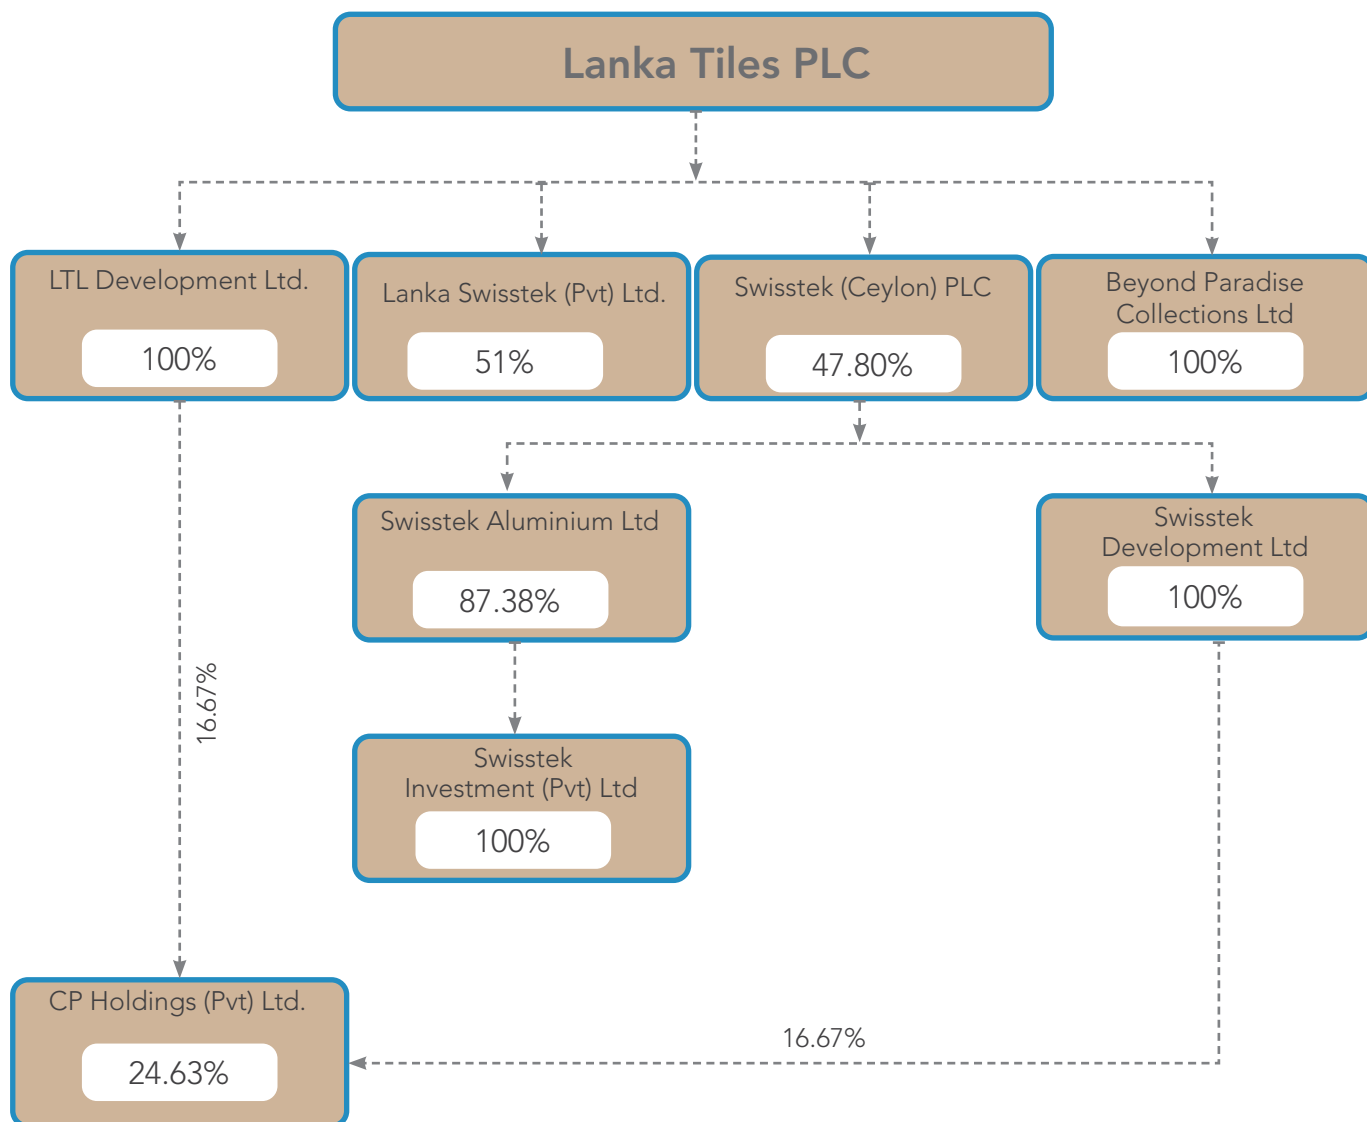 Lanka Tiles PLC
LTL Development Ltd.
100%
Lanka Swisstek (Pvt) Ltd.
51%
Swisstek (Ceylon) PLC
47.80%
Beyond Paradise
Collections Ltd
100%
Swisstek Aluminium Ltd
87.38%
Swisstek
Development Ltd
100%
16.67%
Swisstek
Investment (Pvt) Ltd
100%
CP Holdings (Pvt) Ltd.
24.63%
16.67%